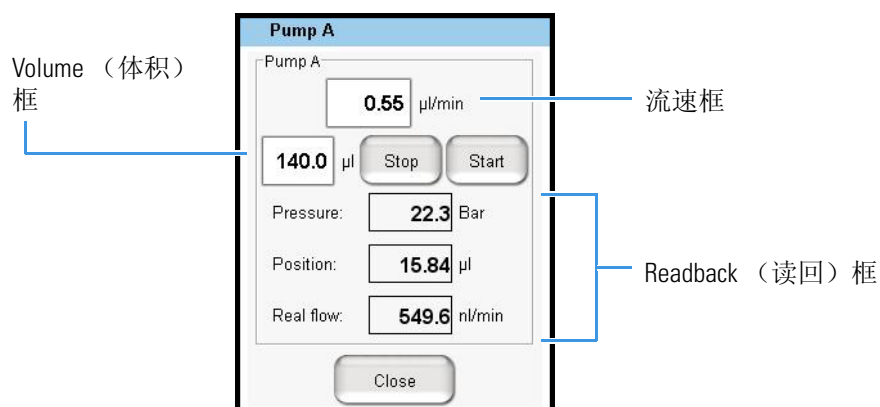 Pump A
Pump A
Volume （体积）
框
0.55 µl/min
流速框
140.0 µl Stop Start
Pressure: 22.3 Bar
Position: 15.84 µl
Readback （读回）框
Real flow: 549.6 nl/min
Close